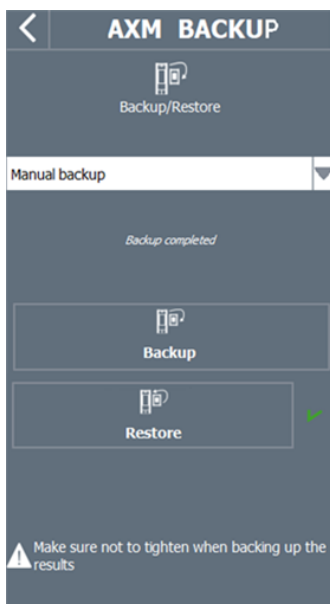 AXM BACKUP
Backup/Restore
Manual backup
Backup completed
Backup
Restore
Make sure not to tighten when backing up the
results